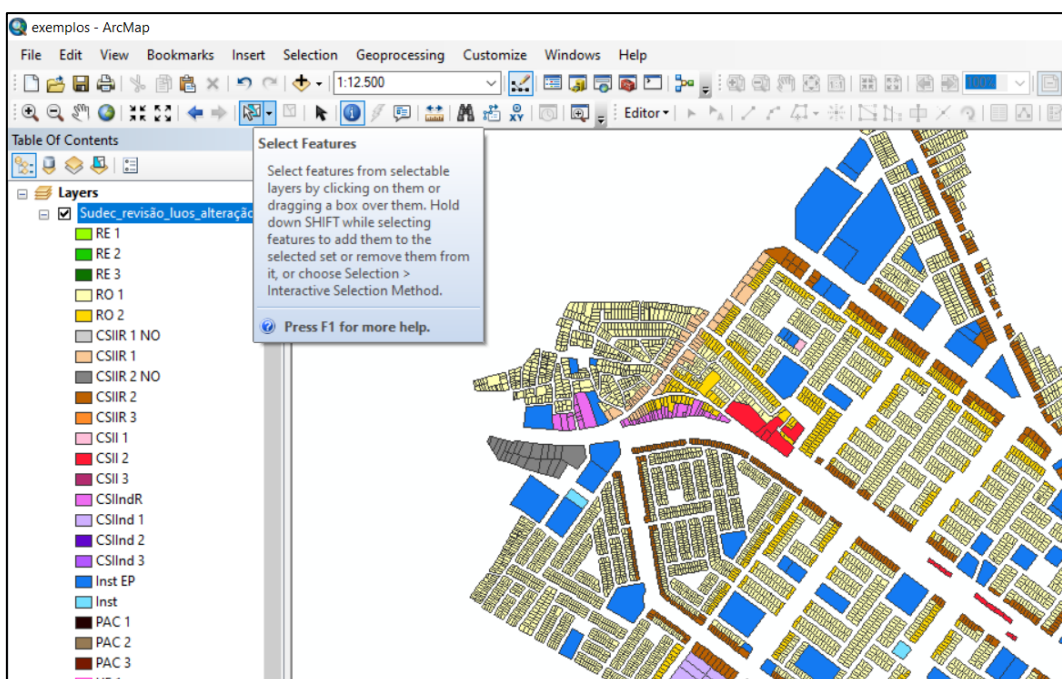 exemplos - ArcMap
File Edit View Bookmarks Insert Selection Geoprocessing Customize Windows Help
1:12.500
Editor
Table Of Contents
Select Features
Select features from selectable
layers by clicking on them or
dragging a box over them. Hold
down SHIFT while selecting
features to add them to the
selected set or remove them from
it, or choose Selection >
Interactive Selection Method.
Press F1 for more help.
Layers
Sudec_revisão_luos_alteração
RE 1
RE 2
RE 3
RO 1
RO 2
CSIIR 1 NO
CSIIR 1
CSIIR 2 NO
CSIIR 2
CSIIR 3
CSII 1
CSII 2
CSII 3
CSIIndR
CSIInd 1
CSIInd 2
CSIInd 3
Inst EP
Inst
PAC 1
PAC 2
PAC 3